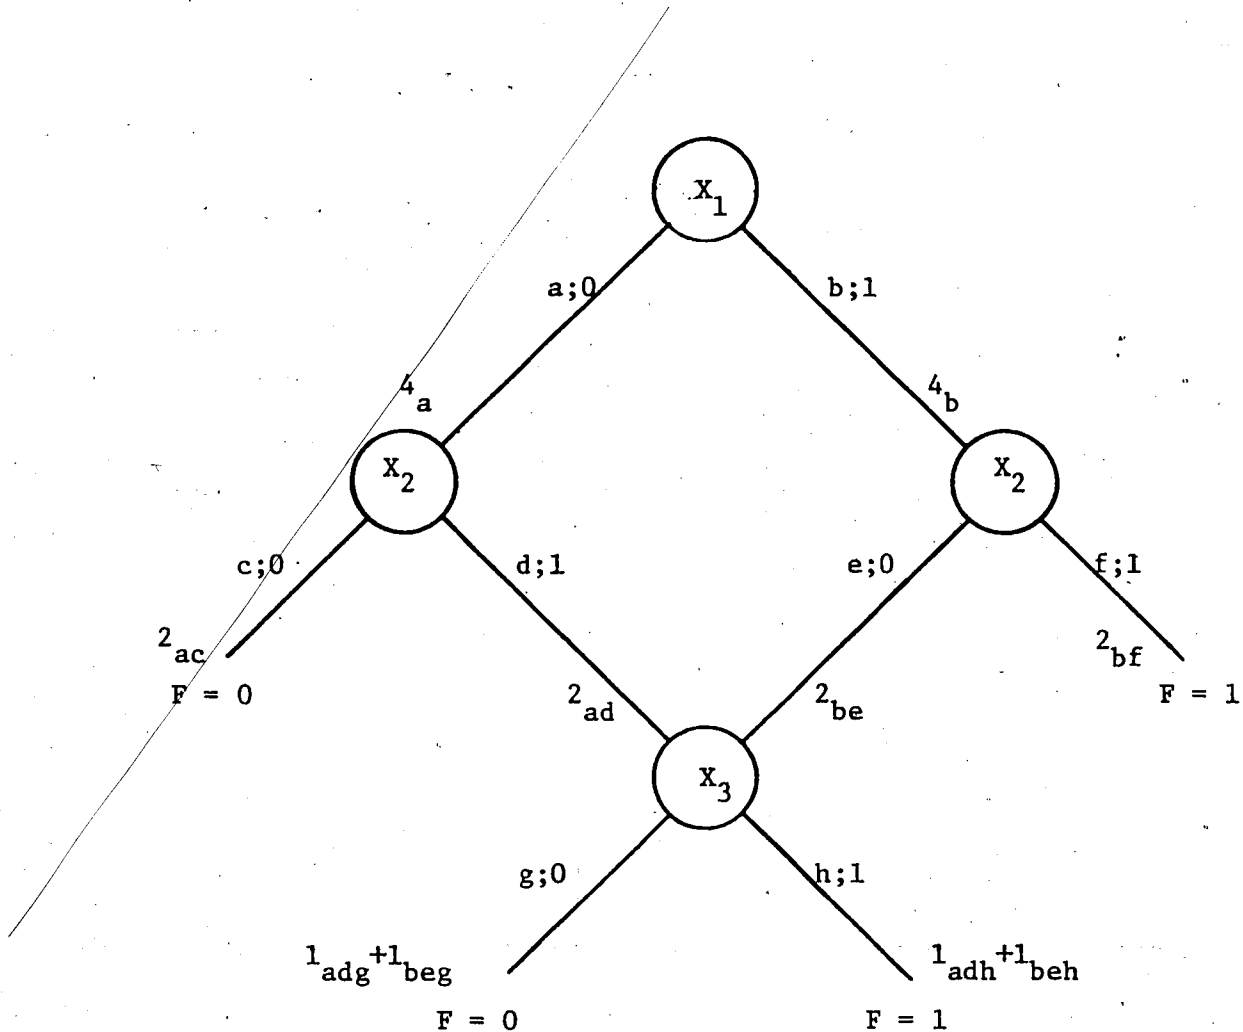 X₁
a;0 b;1
4ₐ 4b
X₂ X₂
c;0 d;1 e;0 f;1
2ac 2bf
F = 0 2ad 2be F = 1
X₃
g;0 h;1
1adg+1beg 1adh+1beh
F = 0 F = 1